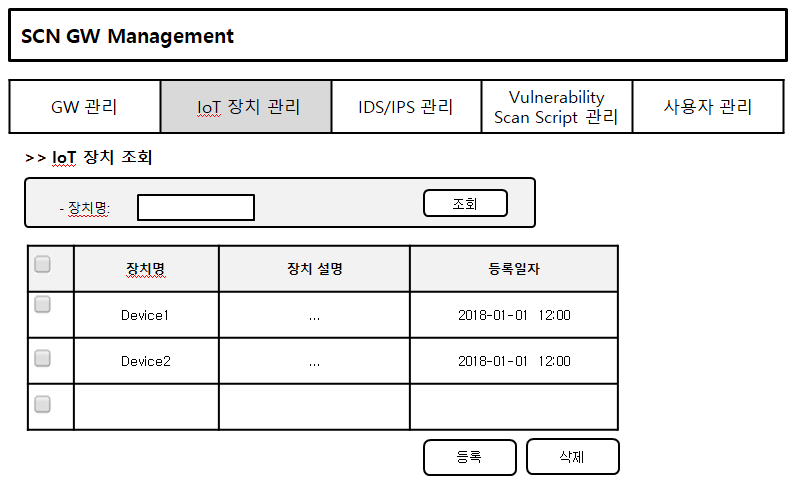 SCN GW Management
GW 관리
IoT 장치 관리
IDS/IPS 관리
Vulnerability
Scan Script 관리
사용자 관리
>> IoT 장치 조회
- 장치명:
조회
장치명 장치 설명 등록일자
Device1 ... 2018-01-01 12:00
Device2 ... 2018-01-01 12:00
등록 삭제